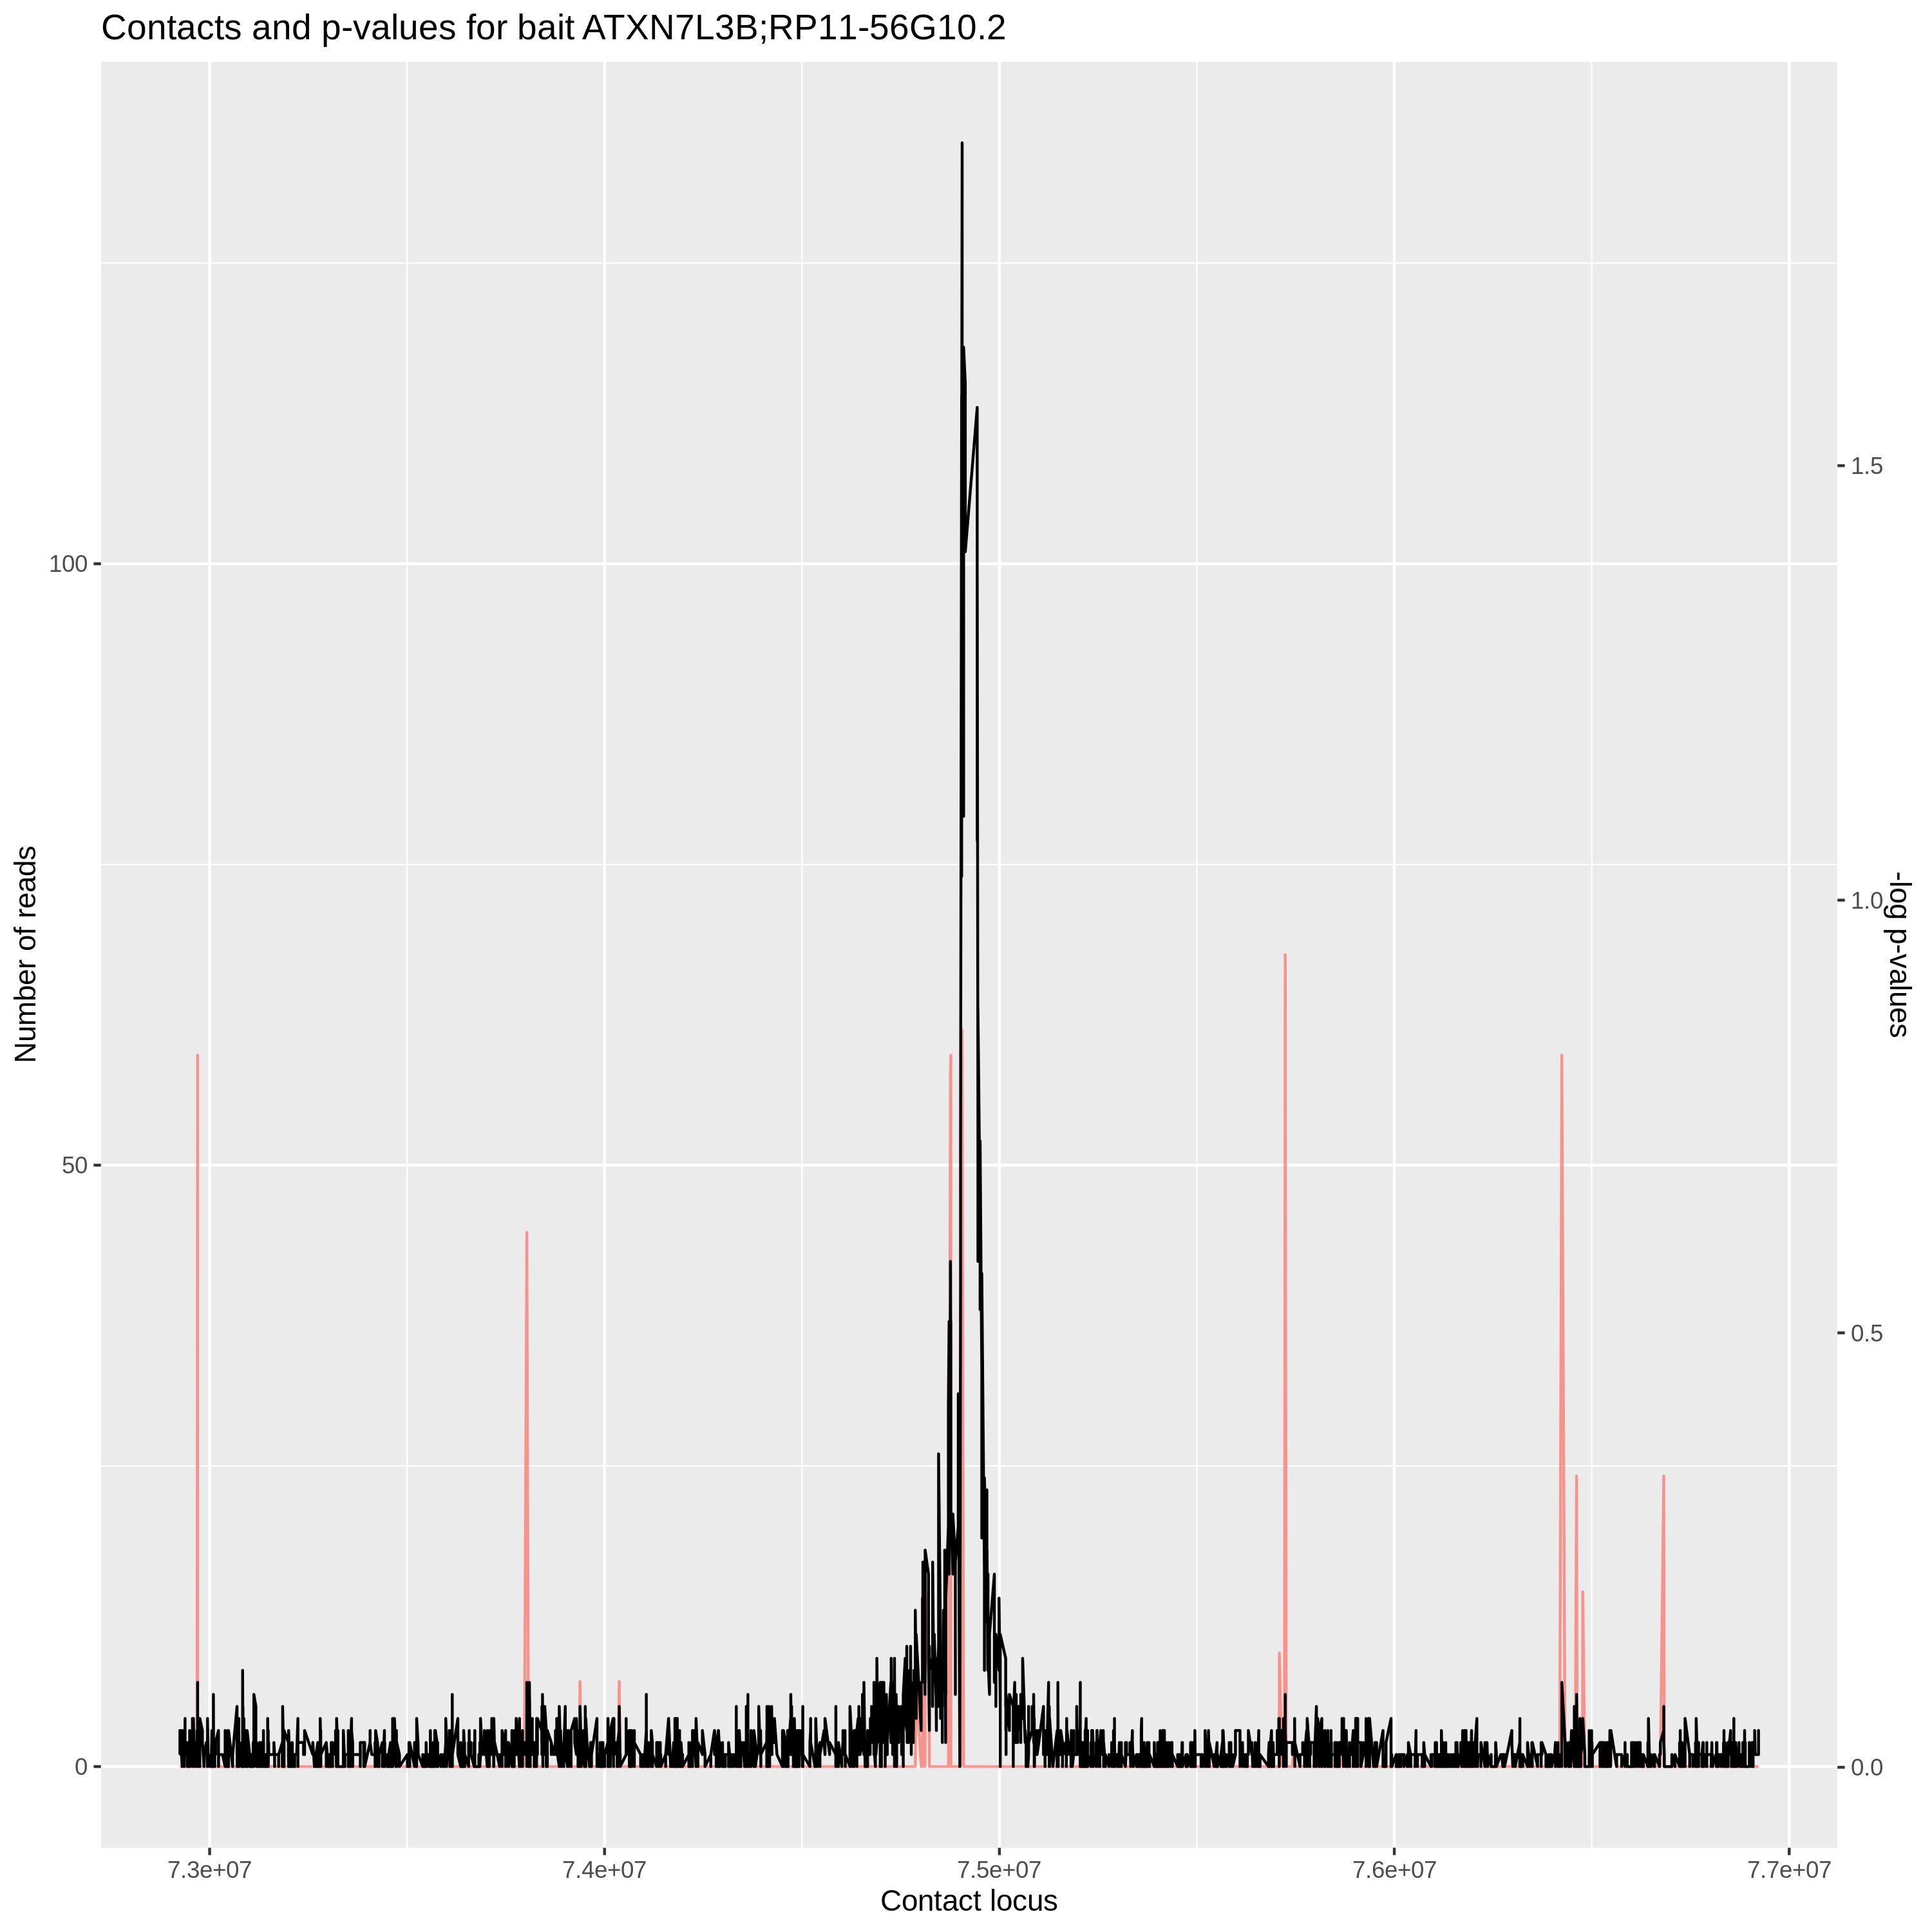 Contacts and p-values for bait ATXN7L3B;RP11-56G10.2
Number of reads
100
50
0
1.5
1.0
0.5
0.0
-log p-values
7.3e+07
7.4e+07
7.5e+07
7.6e+07
7.7e+07
Contact locus